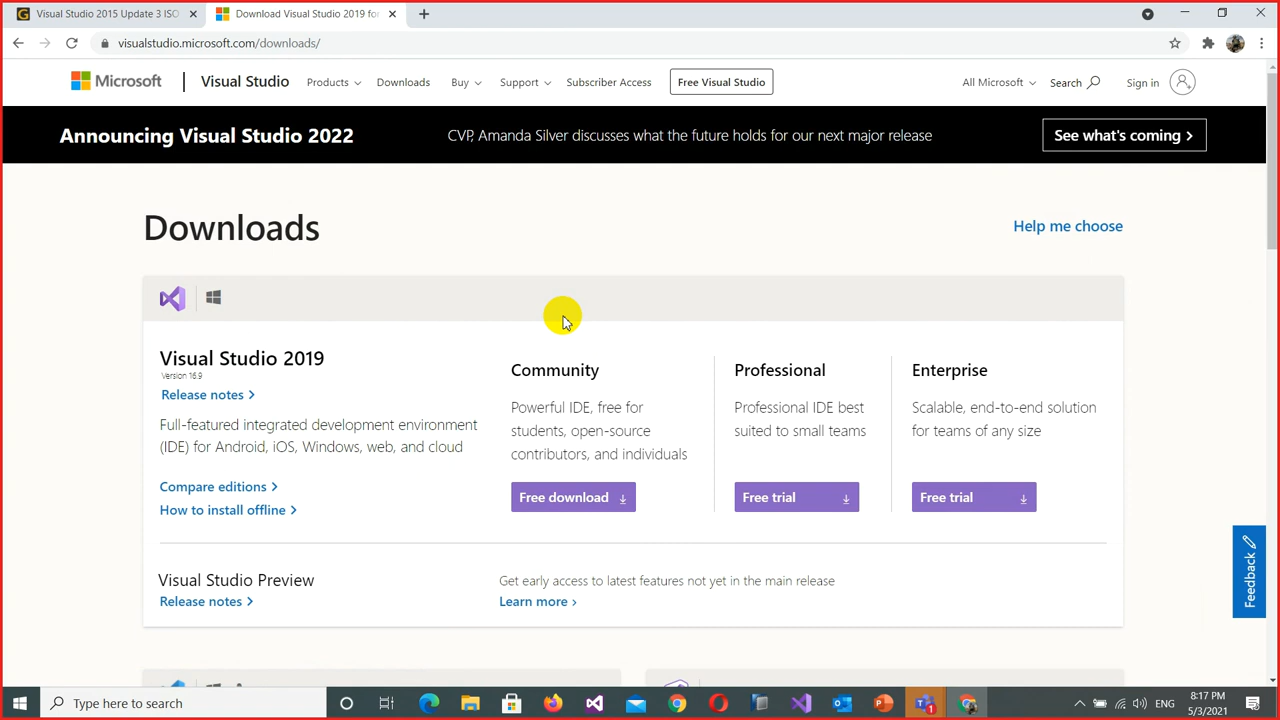 Visual Studio 2015 Update 3 ISO
Download Visual Studio 2019 for
visualstudio.microsoft.com/downloads/
Microsoft
Visual Studio
Products
Downloads
Buy
Support
Subscriber Access
Free Visual Studio
All Microsoft
Search
Sign in
Announcing Visual Studio 2022
CVP, Amanda Silver discusses what the future holds for our next major release
See what's coming
Downloads
Help me choose
Visual Studio 2019
Version 16.9
Release notes
Full-featured integrated development environment
(IDE) for Android, iOS, Windows, web, and cloud
Compare editions
How to install offline
Community
Powerful IDE, free for
students, open-source
contributors, and individuals
Free download
Professional
Professional IDE best
suited to small teams
Free trial
Enterprise
Scalable, end-to-end solution
for teams of any size
Free trial
Visual Studio Preview
Release notes
Get early access to latest features not yet in the main release
Learn more
Feedback
Type here to search
ENG
8:17 PM
5/3/2021